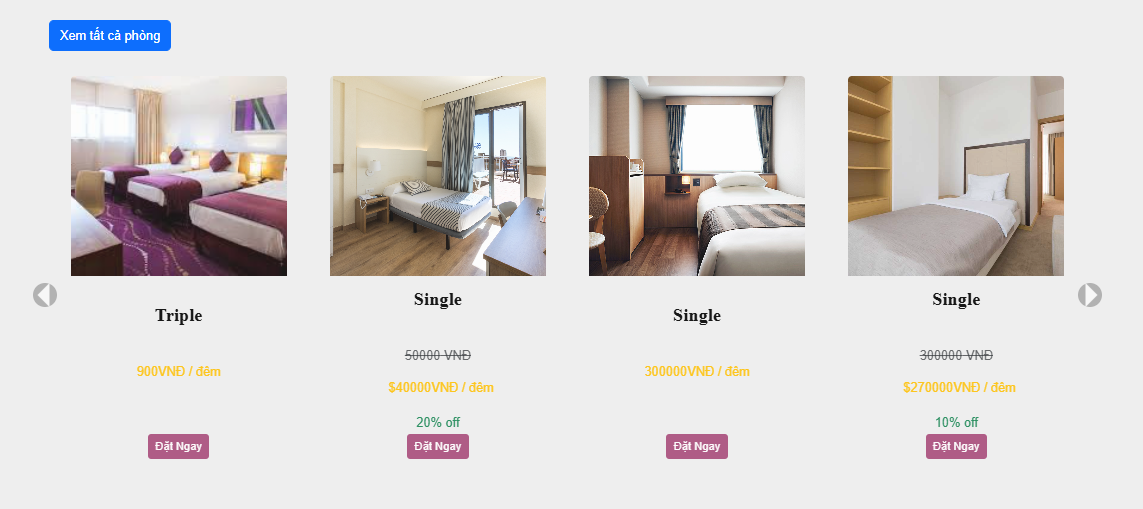 Xem tất cả phòng
Triple
900VNĐ / đêm
Đặt Ngay
Single
50000 VNĐ
$40000VNĐ / đêm
20% off
Đặt Ngay
Single
300000VNĐ / đêm
Đặt Ngay
Single
300000 VNĐ
$270000VNĐ / đêm
10% off
Đặt Ngay